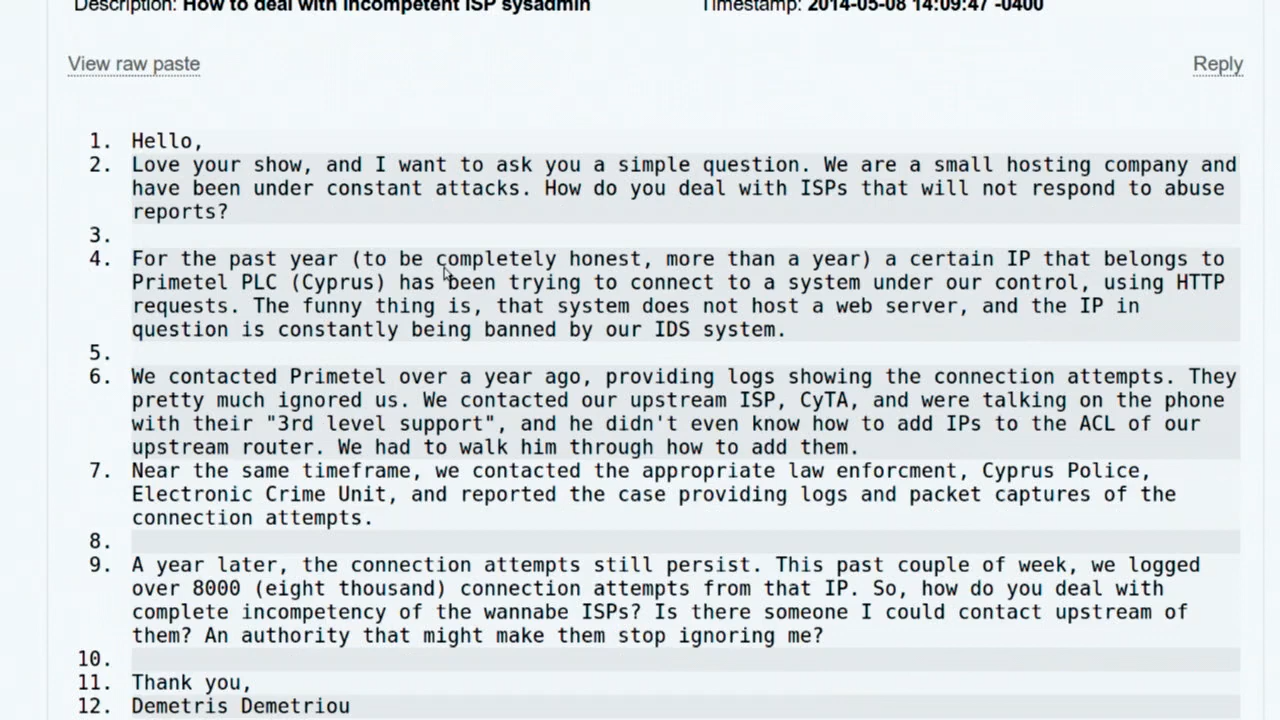 Description: How to deal with incompetent ISP sysadmin Timestamp: 2014-05-08 14:09:47 -0400
View raw paste Reply
1. Hello,
2. Love your show, and I want to ask you a simple question. We are a small hosting company and
have been under constant attacks. How do you deal with ISPs that will not respond to abuse
reports?
3.
4. For the past year (to be completely honest, more than a year) a certain IP that belongs to
Primetel PLC (Cyprus) has been trying to connect to a system under our control, using HTTP
requests. The funny thing is, that system does not host a web server, and the IP in
question is constantly being banned by our IDS system.
5.
6. We contacted Primetel over a year ago, providing logs showing the connection attempts. They
pretty much ignored us. We contacted our upstream ISP, CyTA, and were talking on the phone
with their "3rd level support", and he didn't even know how to add IPs to the ACL of our
upstream router. We had to walk him through how to add them.
7. Near the same timeframe, we contacted the appropriate law enforcment, Cyprus Police,
Electronic Crime Unit, and reported the case providing logs and packet captures of the
connection attempts.
8.
9. A year later, the connection attempts still persist. This past couple of week, we logged
over 8000 (eight thousand) connection attempts from that IP. So, how do you deal with
complete incompetency of the wannabe ISPs? Is there someone I could contact upstream of
them? An authority that might make them stop ignoring me?
10.
11. Thank you,
12. Demetris Demetriou